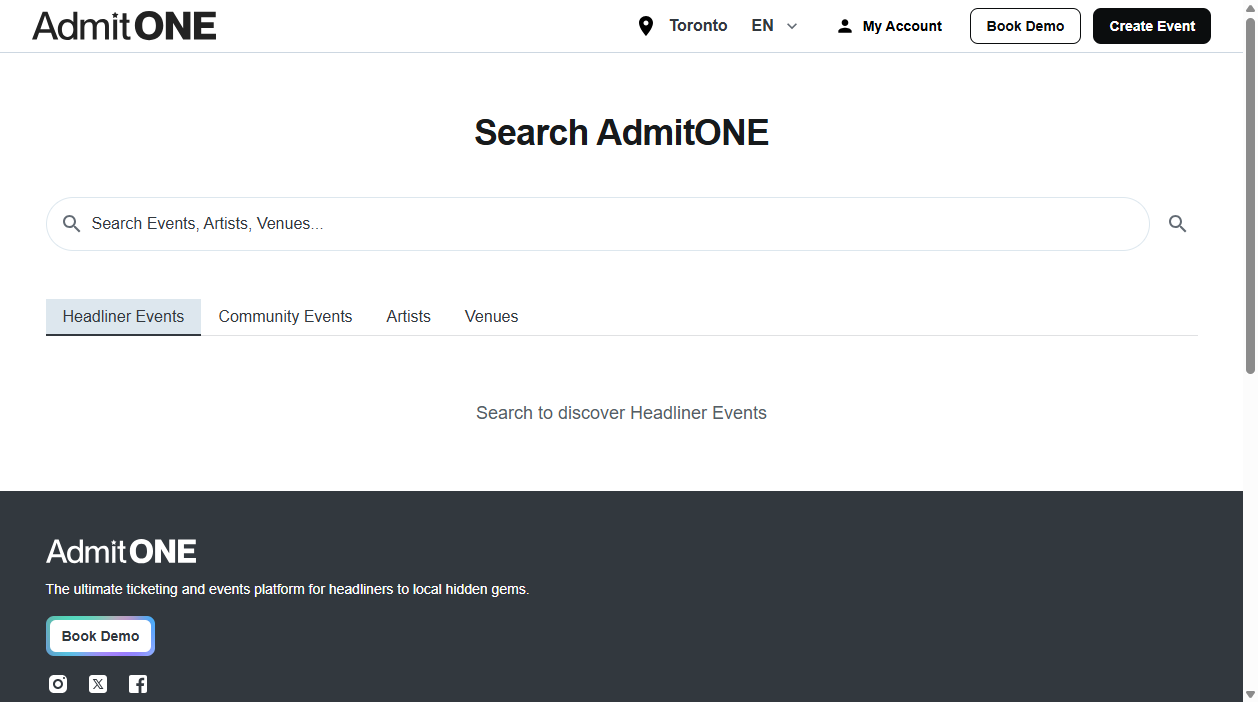 AdmitONE
Toronto
EN
My Account
Book Demo
Create Event
Search AdmitONE
Search Events, Artists, Venues...
Headliner Events
Community Events
Artists
Venues
Search to discover Headliner Events
AdmitONE
The ultimate ticketing and events platform for headliners to local hidden gems.
Book Demo